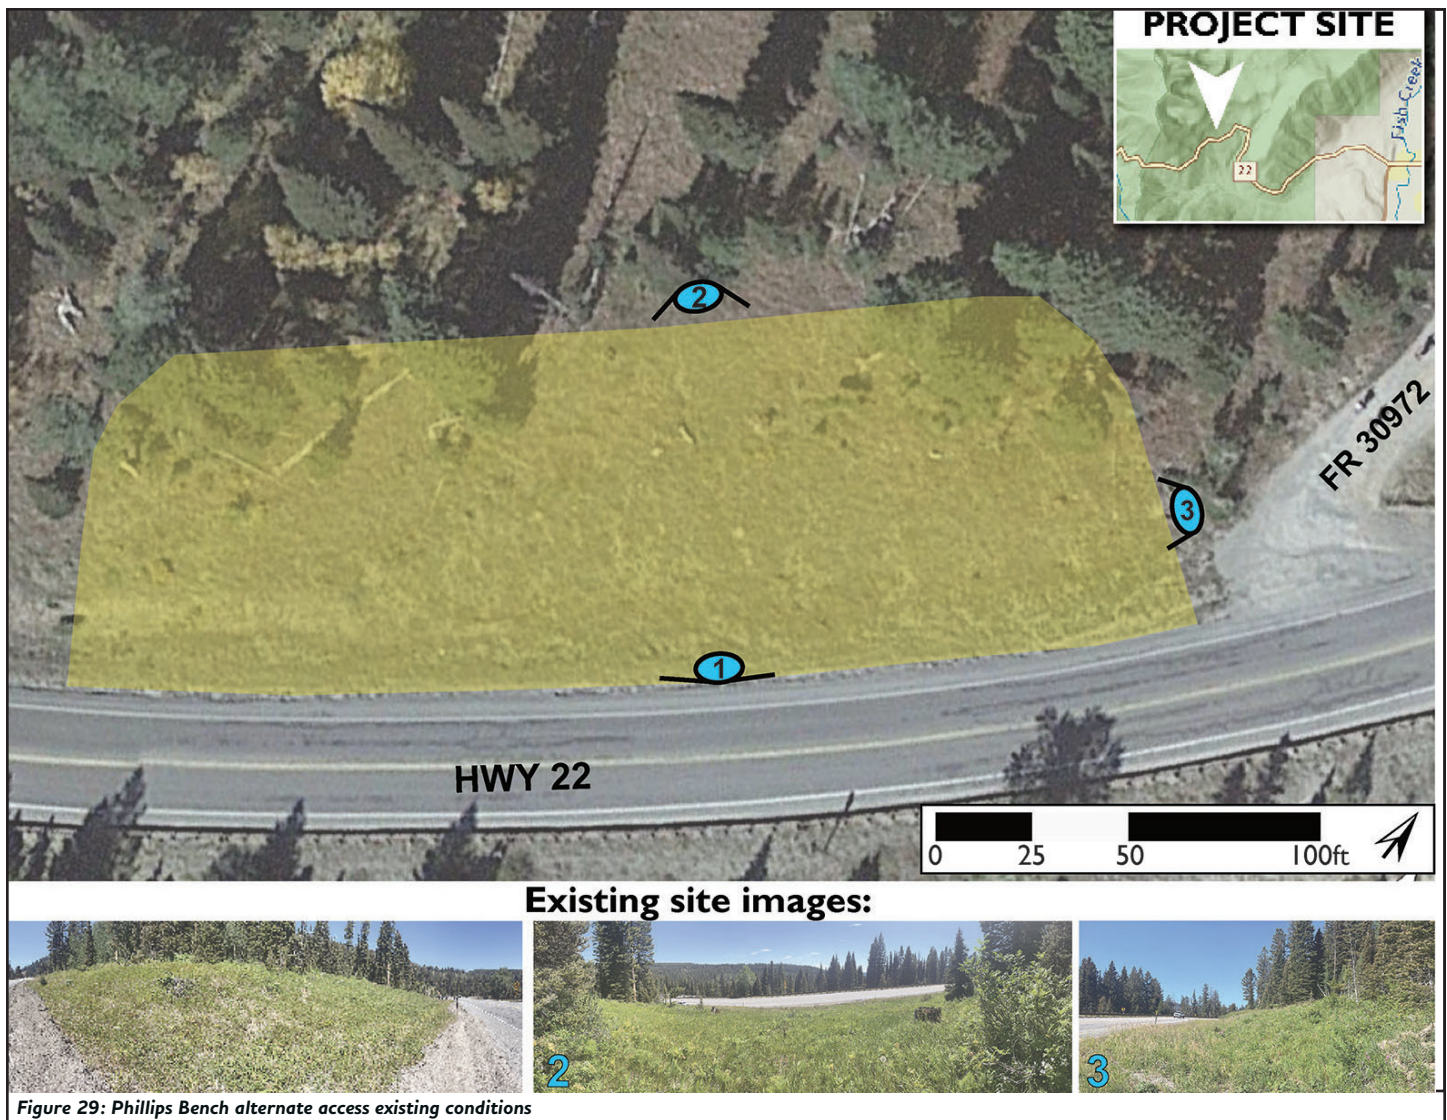 PROJECT SITE
Fish Creek
22
2
3
FR 30972
1
HWY 22
0 25 50 100ft
Existing site images:
2
3
Figure 29: Phillips Bench alternate access existing conditions